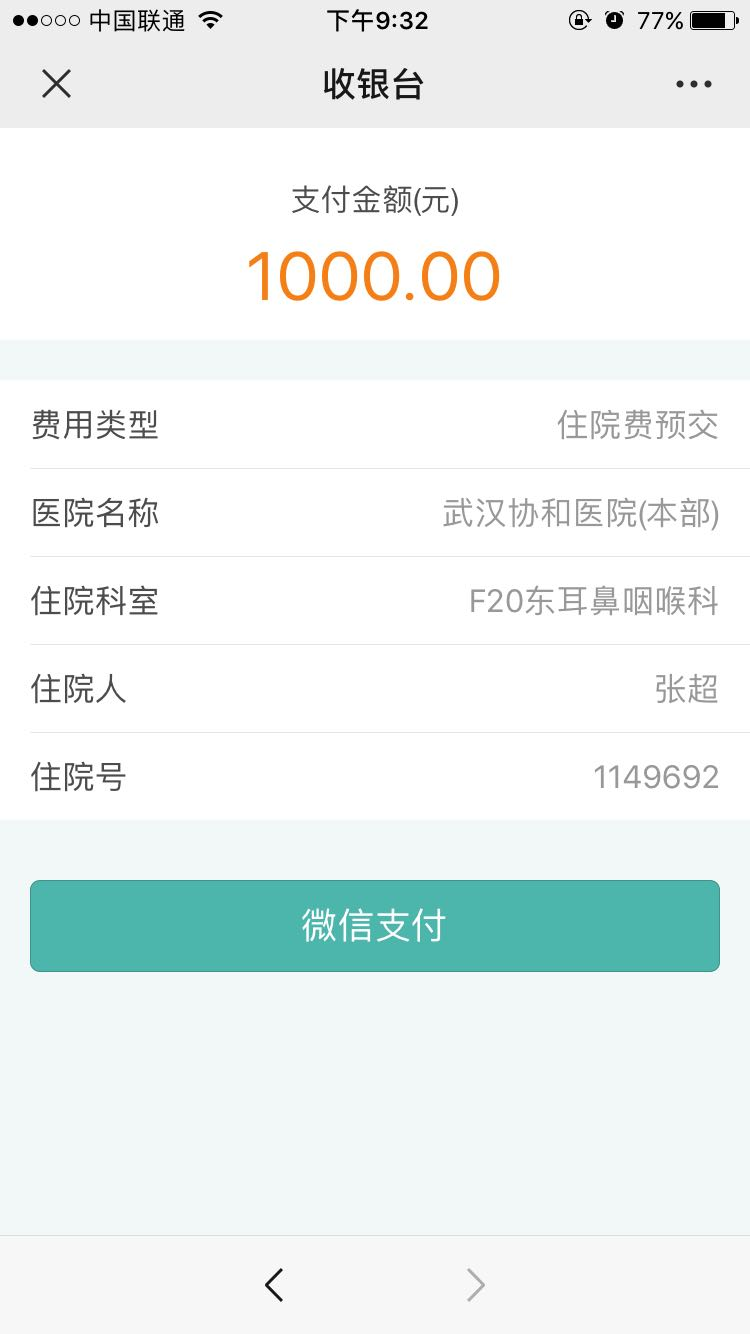 中国联通 下午9:32 77%
收银台
支付金额(元)
1000.00
费用类型 住院费预交
医院名称 武汉协和医院(本部)
住院科室 F20东耳鼻咽喉科
住院人 张超
住院号 1149692
微信支付